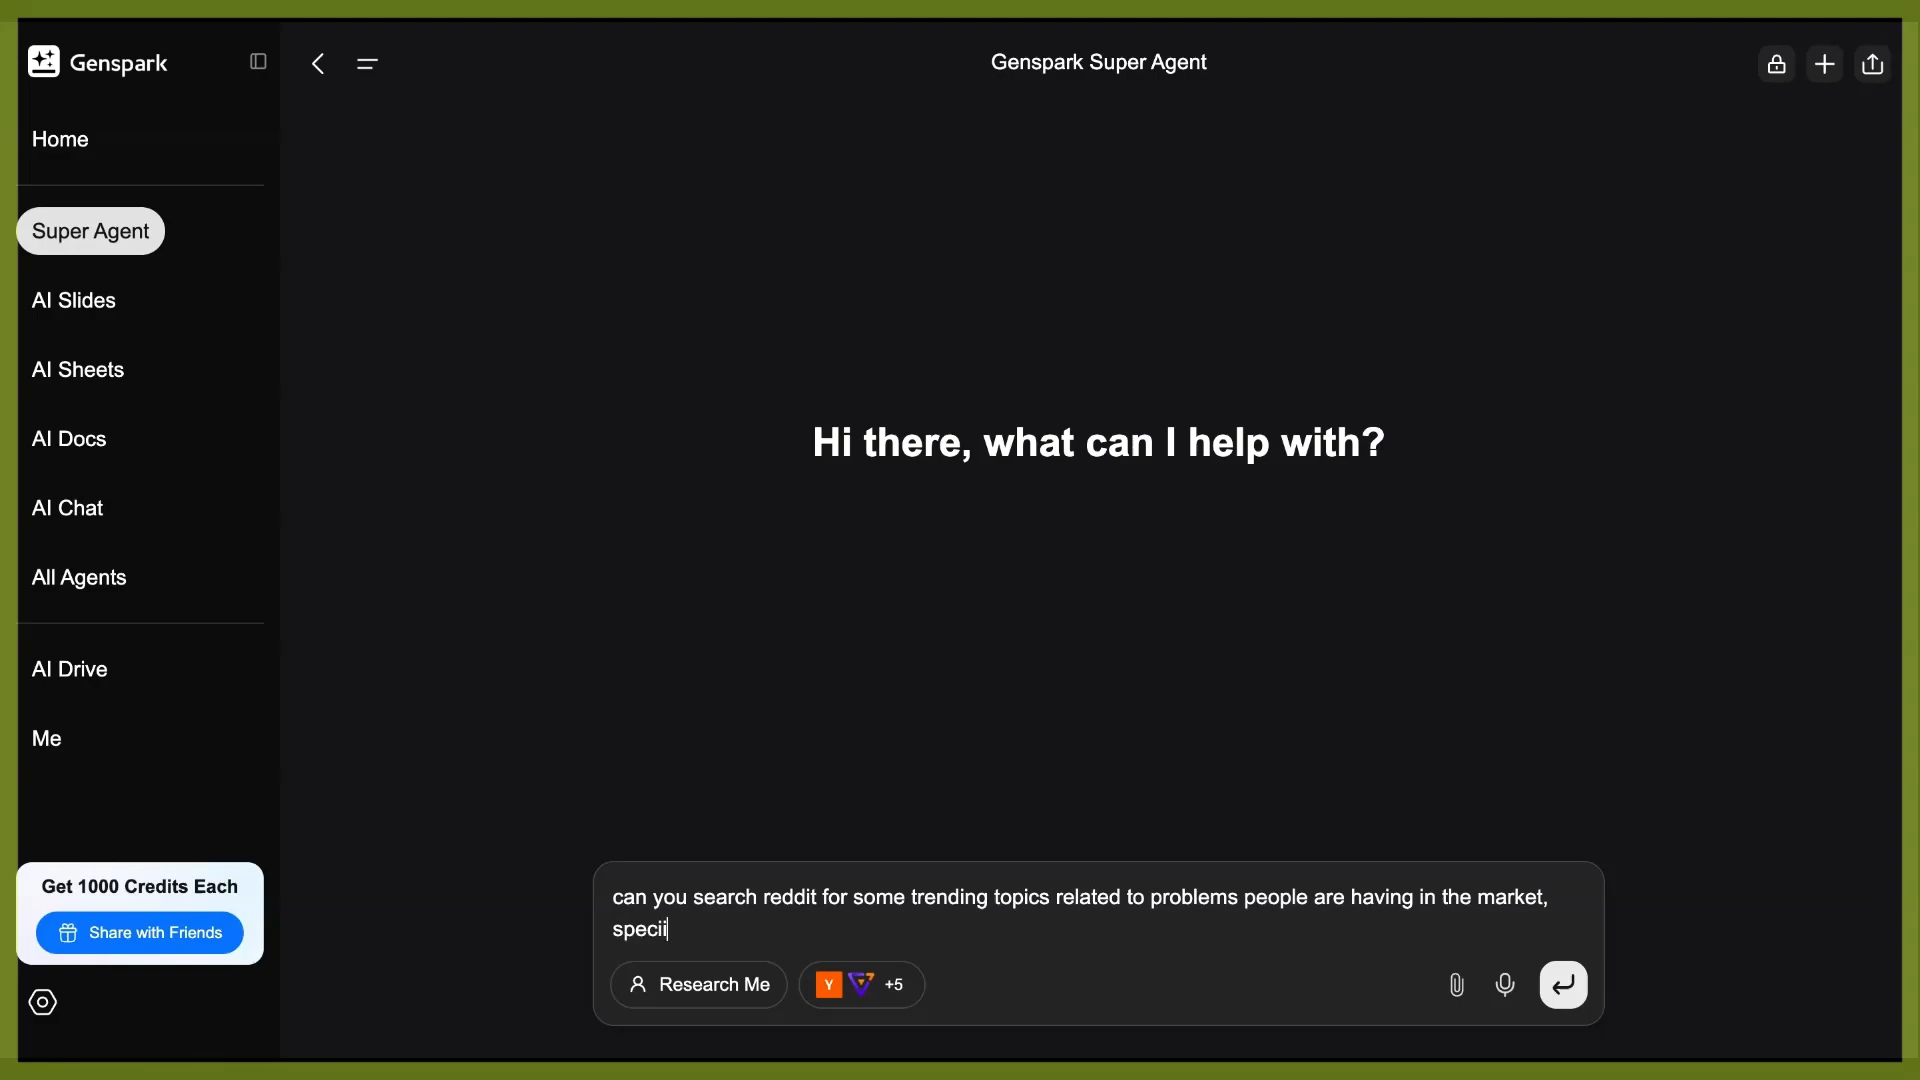 Genspark
Genspark Super Agent
Home
Super Agent
AI Slides
AI Sheets
AI Docs
AI Chat
All Agents
AI Drive
Me
Get 1000 Credits Each
Share with Friends
Hi there, what can I help with?
can you search reddit for some trending topics related to problems people are having in the market,
specii
Research Me
Y
+5